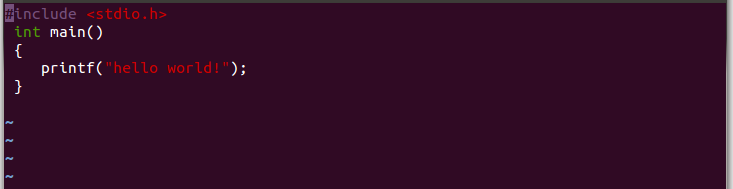 #include <stdio.h>
int main()
{
   printf("hello world!");
}
~
~
~
~